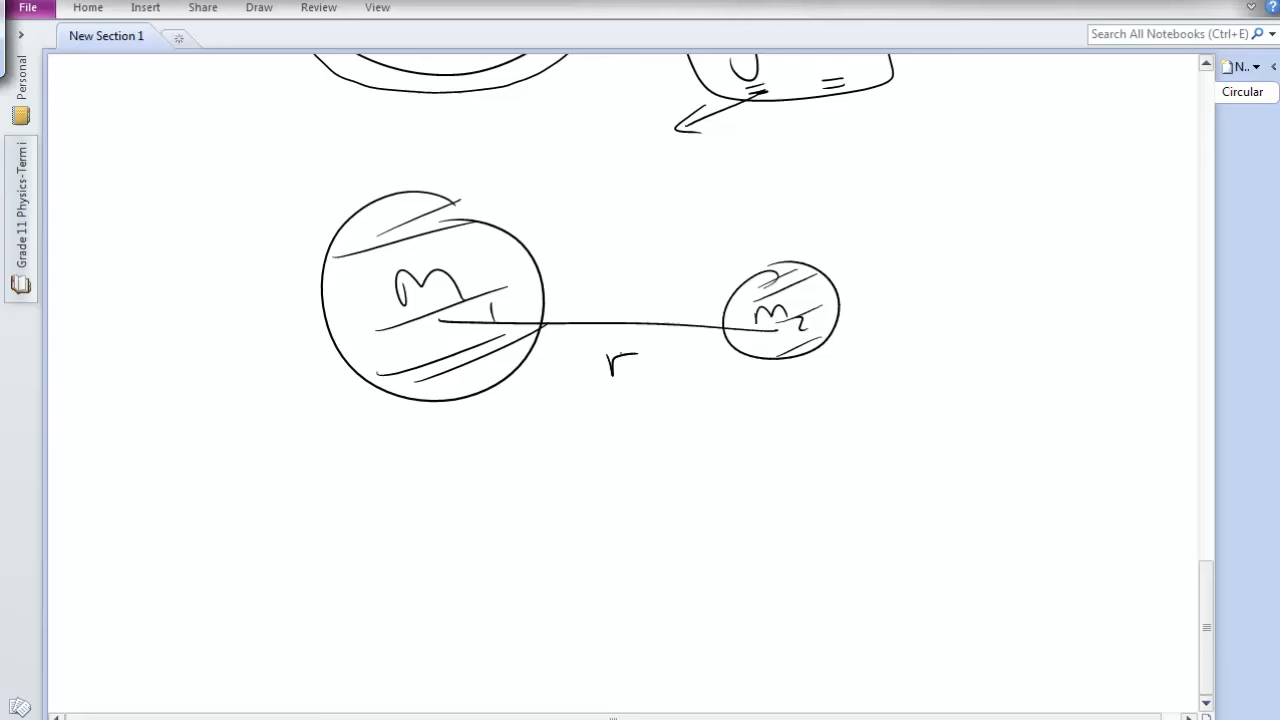 File Home Insert Share Draw Review View
New Section 1
Search All Notebooks (Ctrl+E)
Personal
Grade 11 Physics-Term i
N..
Circular
m1
m2
r